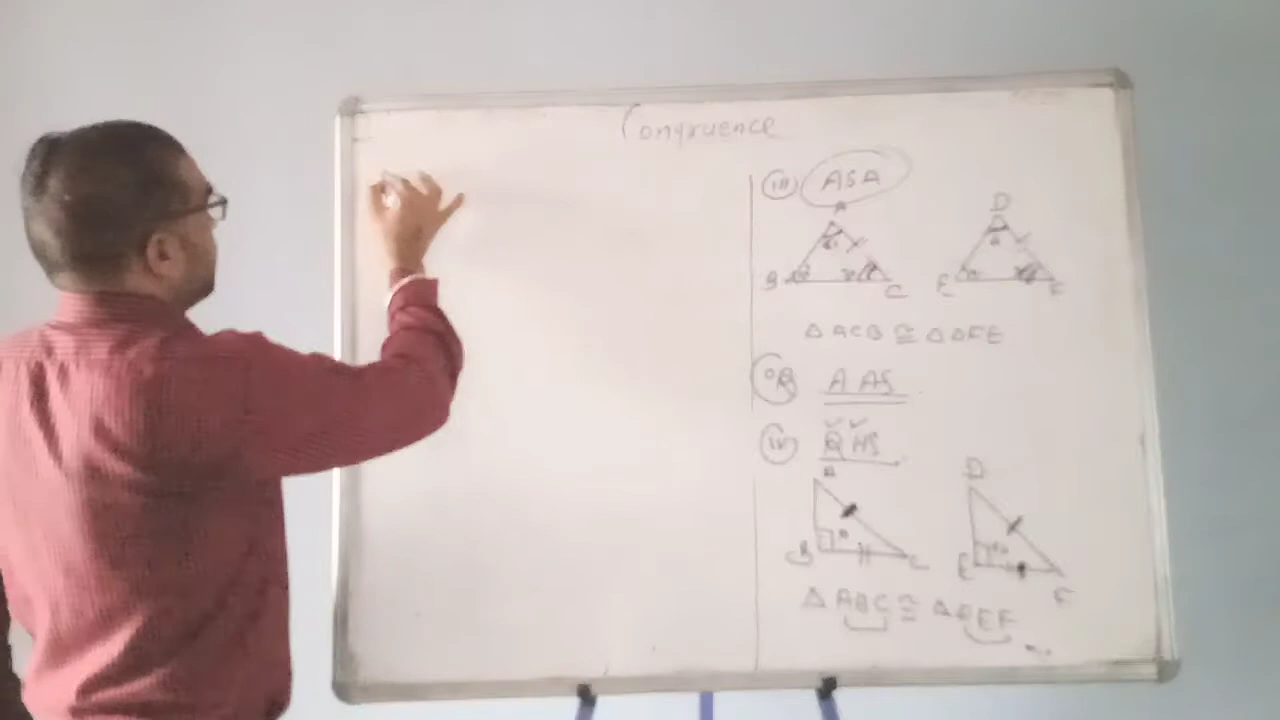 Congruence
(iii) ASA
A
D
B
C
E
F
△ ACB ≅ △ DFE
OR AAS
(iv) RHS
A
D
B
C
E
F
△ ABC ≅ △ DEF